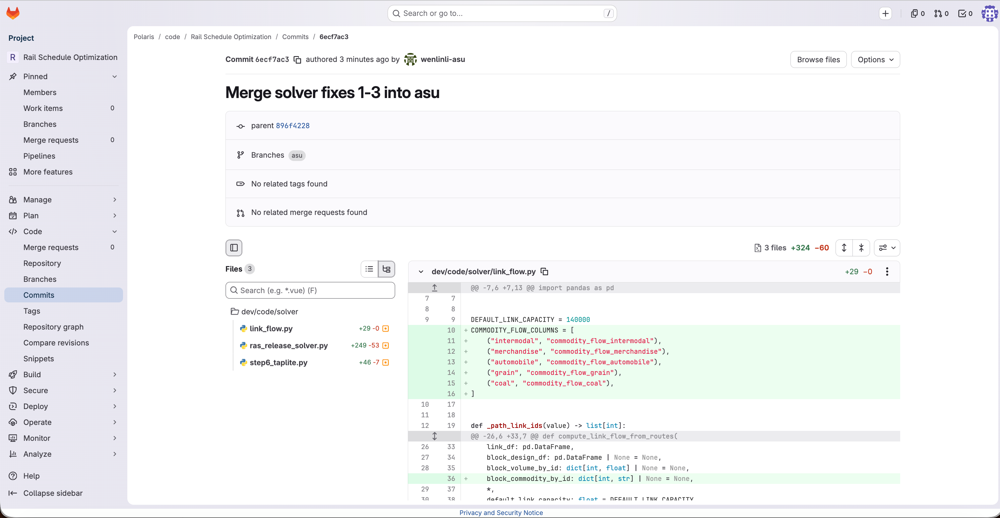 Search or go to...
/
0
0
0
Project
R Rail Schedule Optimization
Pinned
Members
Work items 0
Branches
Merge requests 0
Pipelines
More features
Manage
Plan
Code
Merge requests 0
Repository
Branches
Commits
Tags
Repository graph
Compare revisions
Snippets
Build
Secure
Deploy
Operate
Monitor
Analyze
Help
Collapse sidebar
Polaris / code / Rail Schedule Optimization / Commits / 6ecf7ac3
Commit 6ecf7ac3 authored 3 minutes ago by wenlinli-asu
Browse files
Options
Merge solver fixes 1-3 into asu
parent 896f4228
Branches asu
No related tags found
No related merge requests found
3 files +324 −60
Files 3
Search (e.g. *.vue) (F)
dev/code/solver
link_flow.py +29 -0
ras_release_solver.py +249 -53
step6_taplite.py +46 -7
dev/code/solver/link_flow.py +29 −0
@@ -7,6 +7,13 @@ import pandas as pd
7 7
8 8
9 9 DEFAULT_LINK_CAPACITY = 140000
10 + COMMODITY_FLOW_COLUMNS = [
11 + ("intermodal", "commodity_flow_intermodal"),
12 + ("merchandise", "commodity_flow_merchandise"),
13 + ("automobile", "commodity_flow_automobile"),
14 + ("grain", "commodity_flow_grain"),
15 + ("coal", "commodity_flow_coal"),
16 + ]
10 17
11 18
12 19 def _path_link_ids(value) -> list[int]:
@@ -26,6 +33,7 @@ def compute_link_flow_from_routes(
26 33 link_df: pd.DataFrame,
27 34 block_design_df: pd.DataFrame | None = None,
28 35 block_volume_by_id: dict[int, float] | None = None,
36 + block_commodity_by_id: dict[int, str] | None = None,
29 37 *,
30 38 default_link_capacity: float = DEFAULT_LINK_CAPACITY
Privacy and Security Notice